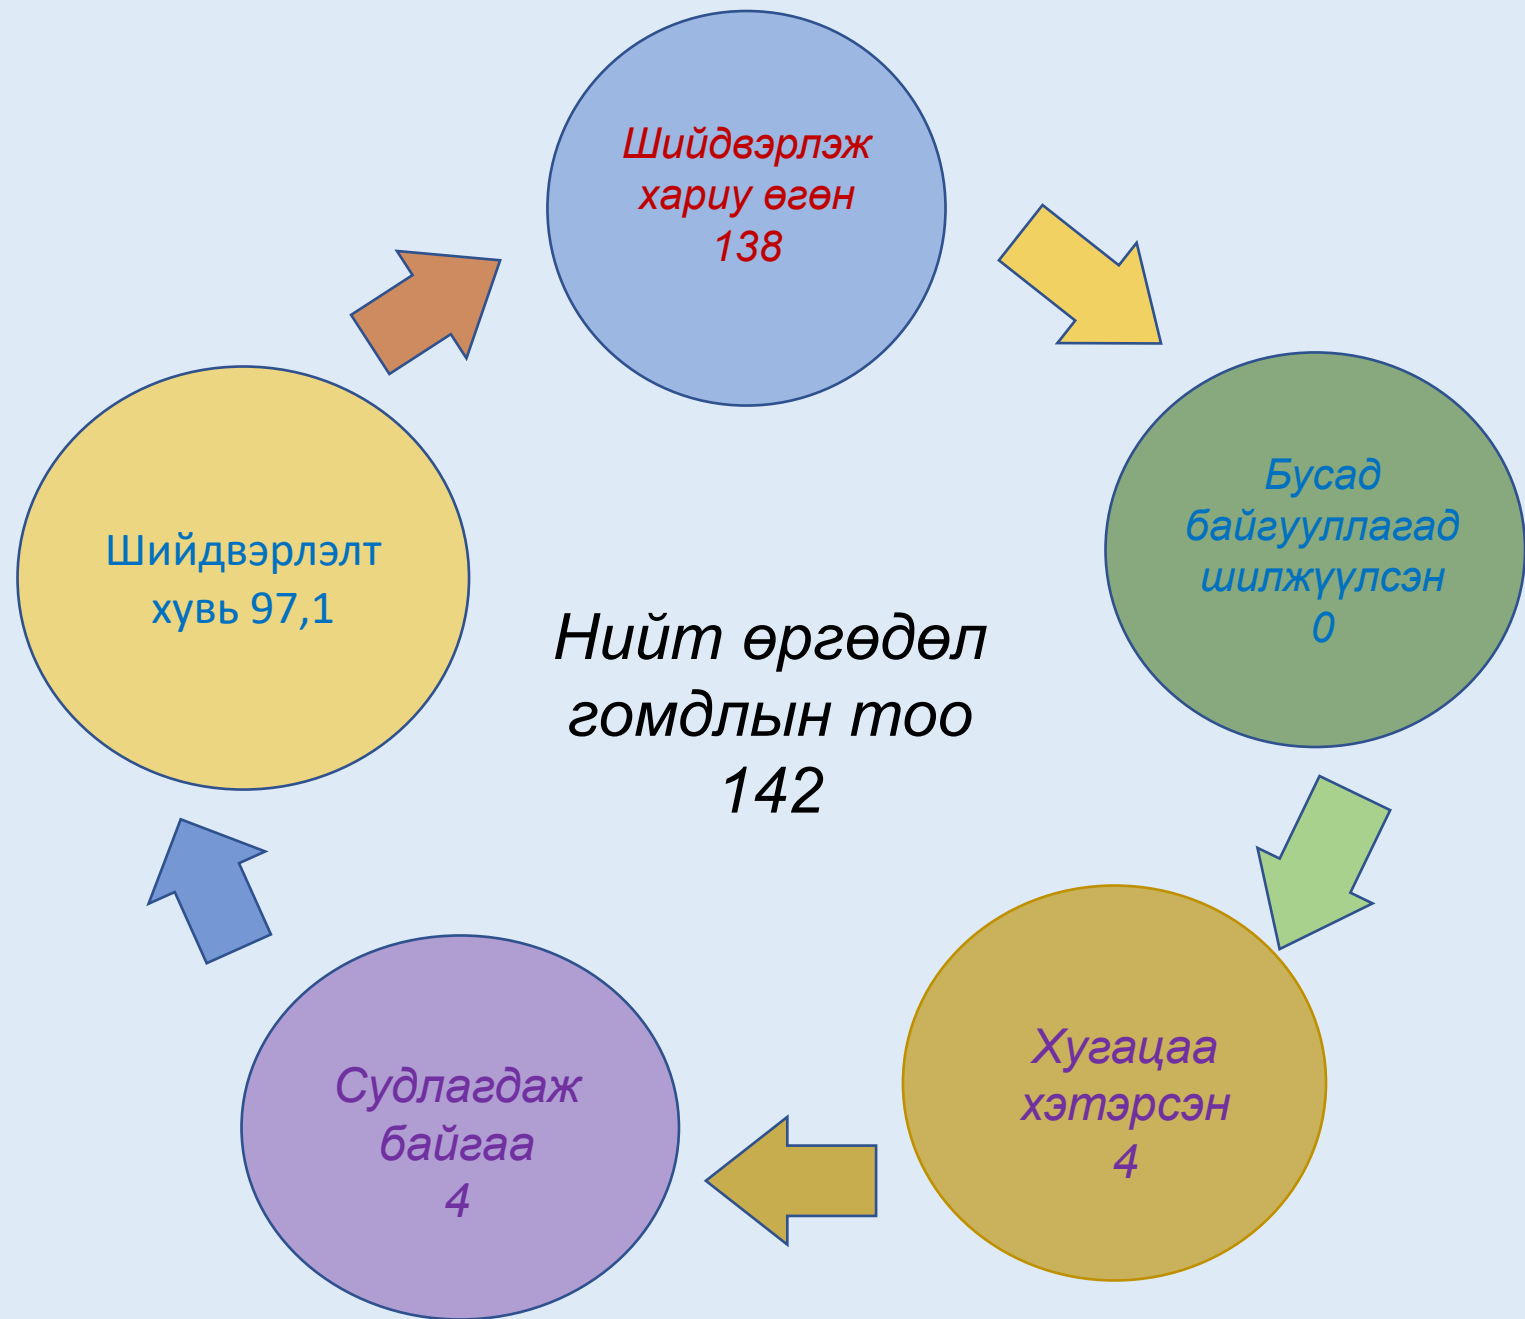 Шийдвэрлэж
хариу өгөн
138
Бусад
байгууллагад
шилжүүлсэн
0
Хугацаа
хэтэрсэн
4
Судлагдаж
байгаа
4
Шийдвэрлэлт
хувь 97,1
Нийт өргөдөл
гомдлын тоо
142